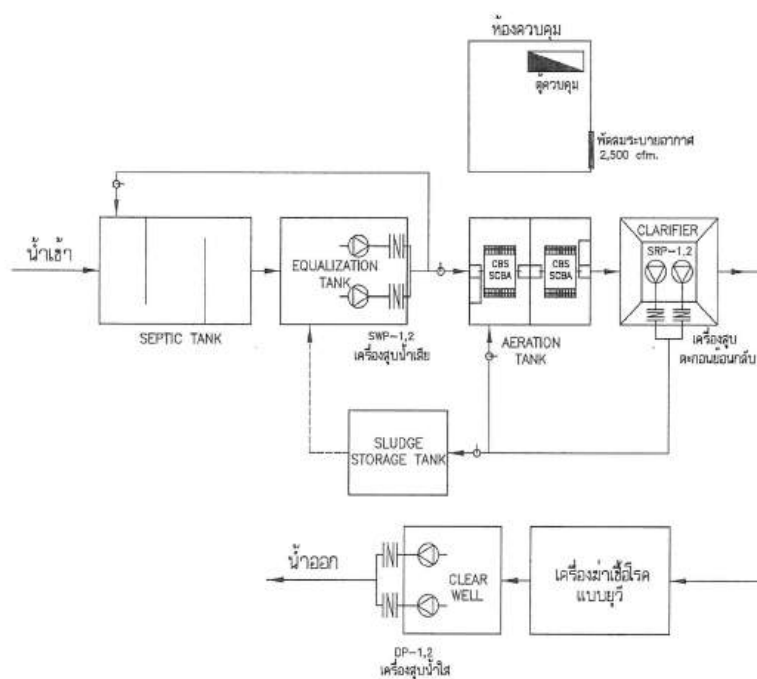 ห้องควบคุม
ตู้ควบคุม
พัดลมระบายอากาศ
2,500 cfm.
น้ำเข้า
SEPTIC TANK
EQUALIZATION
TANK
SWP-1,2
เครื่องสูบน้ำเสีย
CBS
SCBA
CBS
SCBA
AERATION
TANK
CLARIFIER
SRP-1,2
เครื่องสูบ
ตะกอนย้อนกลับ
SLUDGE
STORAGE TANK
น้ำออก
CLEAR
WELL
DP-1,2
เครื่องสูบน้ำใส
เครื่องฆ่าเชื้อโรค
แบบยูวี